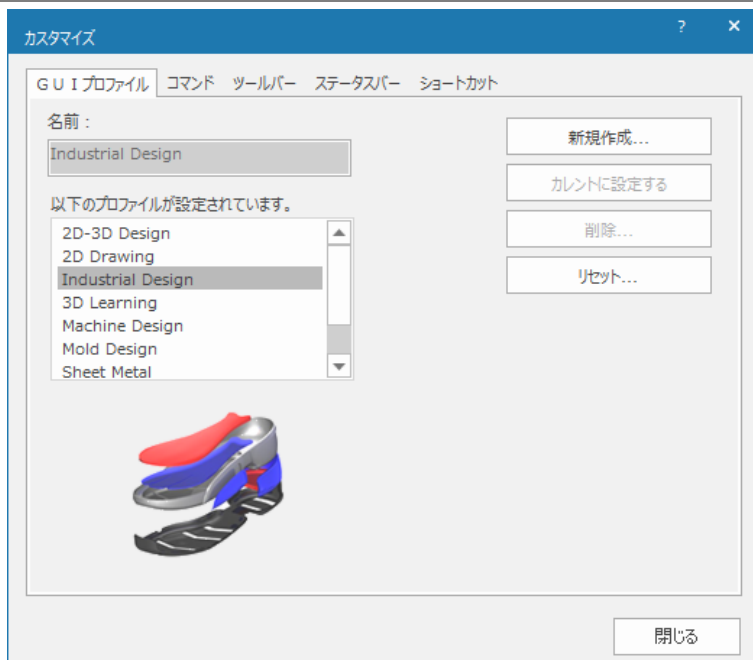 カスタマイズ
? ×
GUIプロファイル コマンド ツールバー ステータスバー ショートカット
名前：
Industrial Design
新規作成...
カレントに設定する
以下のプロファイルが設定されています。
削除...
2D-3D Design
2D Drawing
Industrial Design
リセット...
3D Learning
Machine Design
Mold Design
Sheet Metal
閉じる